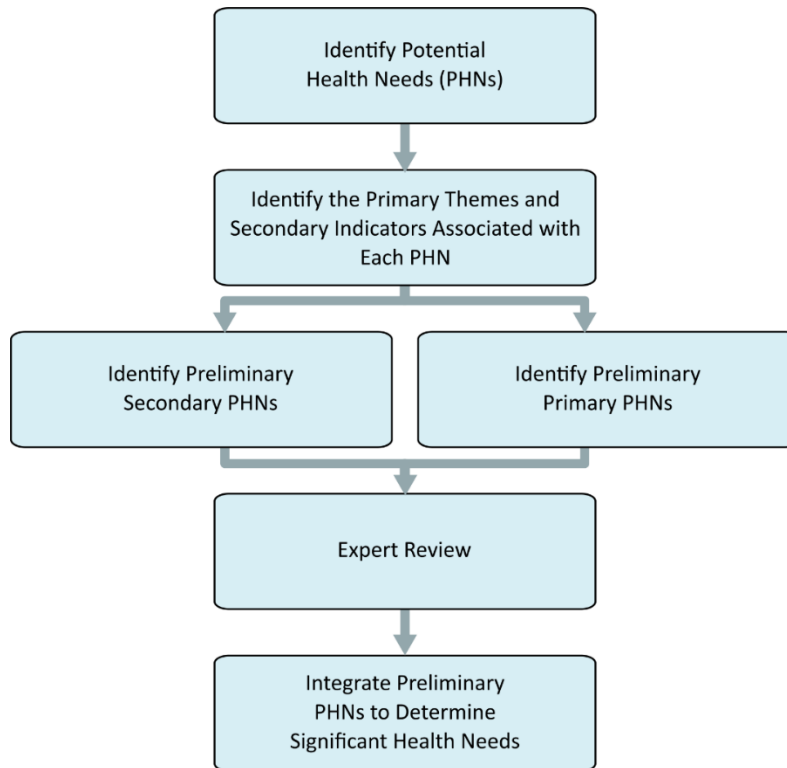 Identify Potential
Health Needs (PHNs)
Identify the Primary Themes and
Secondary Indicators Associated with
Each PHN
Identify Preliminary
Secondary PHNs
Identify Preliminary
Primary PHNs
Expert Review
Integrate Preliminary
PHNs to Determine
Significant Health Needs